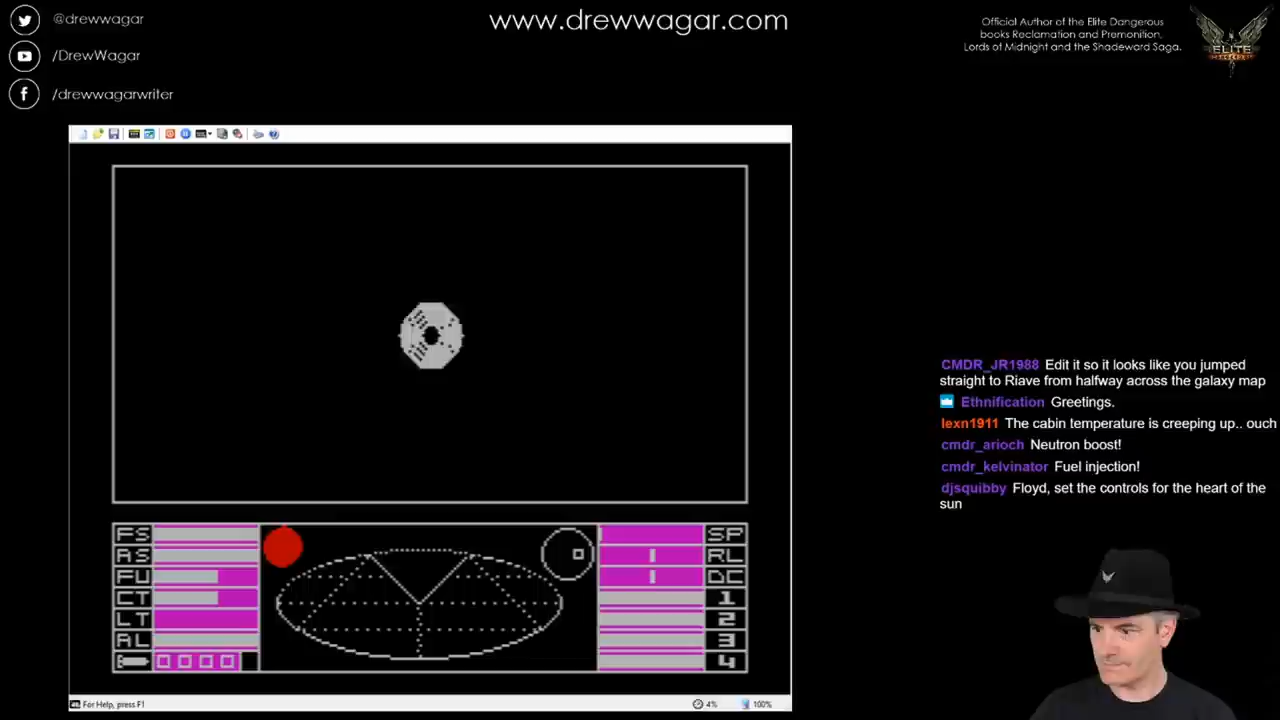 @drewwagar
/DrewWagar
/drewwagarwriter
www.drewwagar.com
Official Author of the Elite Dangerous
books Reclamation and Premonition,
Lords of Midnight and the Shadeward Saga.
ELITE
CMDR_JR1988 Edit it so it looks like you jumped
straight to Riave from halfway across the galaxy map
Ethnification Greetings.
lexn1911 The cabin temperature is creeping up.. ouch
cmdr_arioch Neutron boost!
cmdr_kelvinator Fuel injection!
djsquibby Floyd, set the controls for the heart of the
sun
FS
AS
FU
CT
LT
AL
SP
RL
DC
1
2
3
4
For Help, press F1
4%
100%